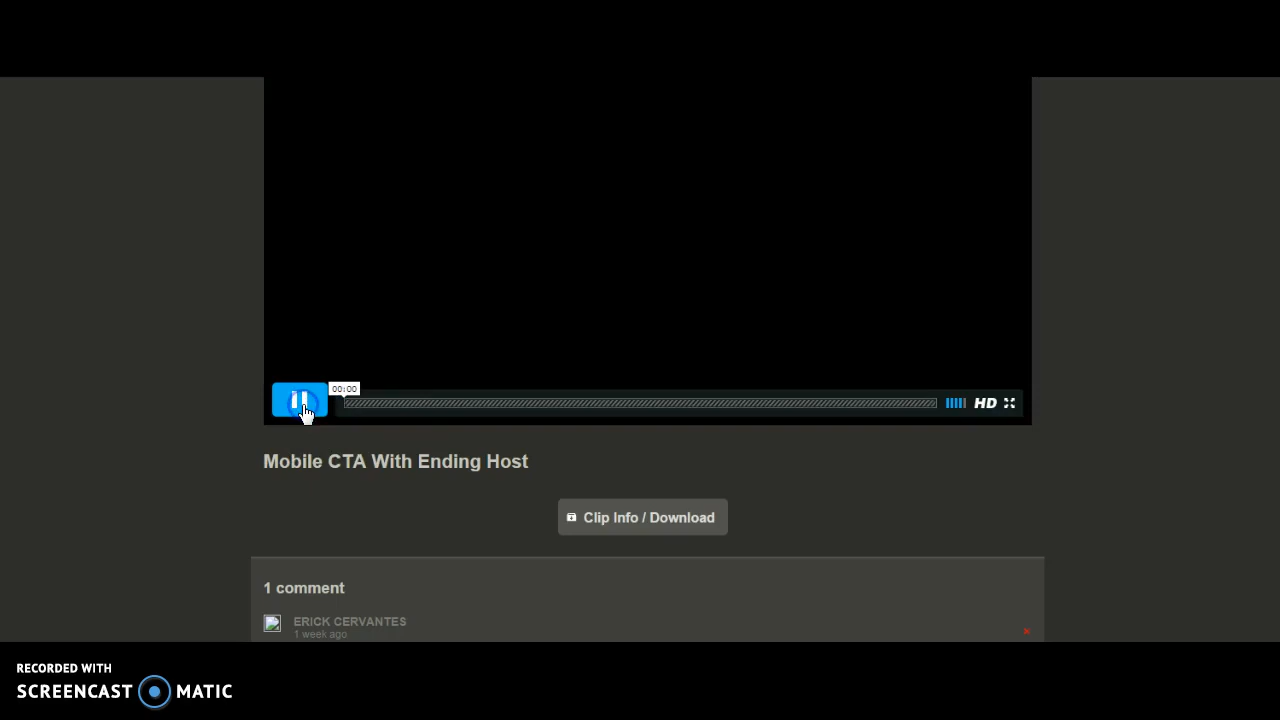 00:00
HD
Mobile CTA With Ending Host
Clip Info / Download
1 comment
ERICK CERVANTES
1 week ago
RECORDED WITH
SCREENCAST MATIC